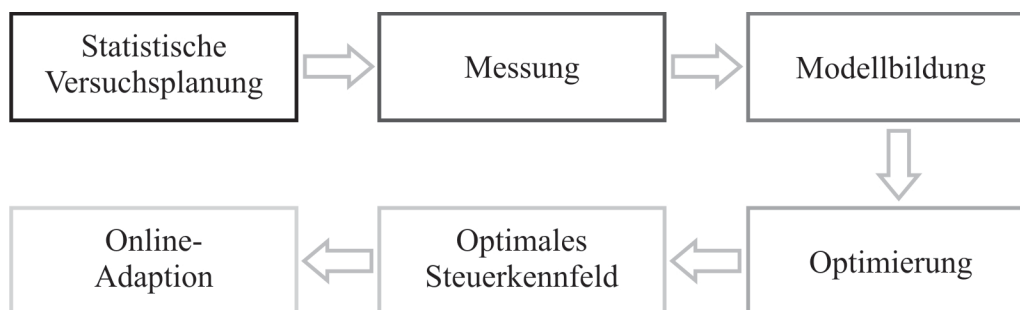 Statistische
Versuchsplanung
Messung
Modellbildung
Optimierung
Optimales
Steuerkennfeld
Online-
Adaption